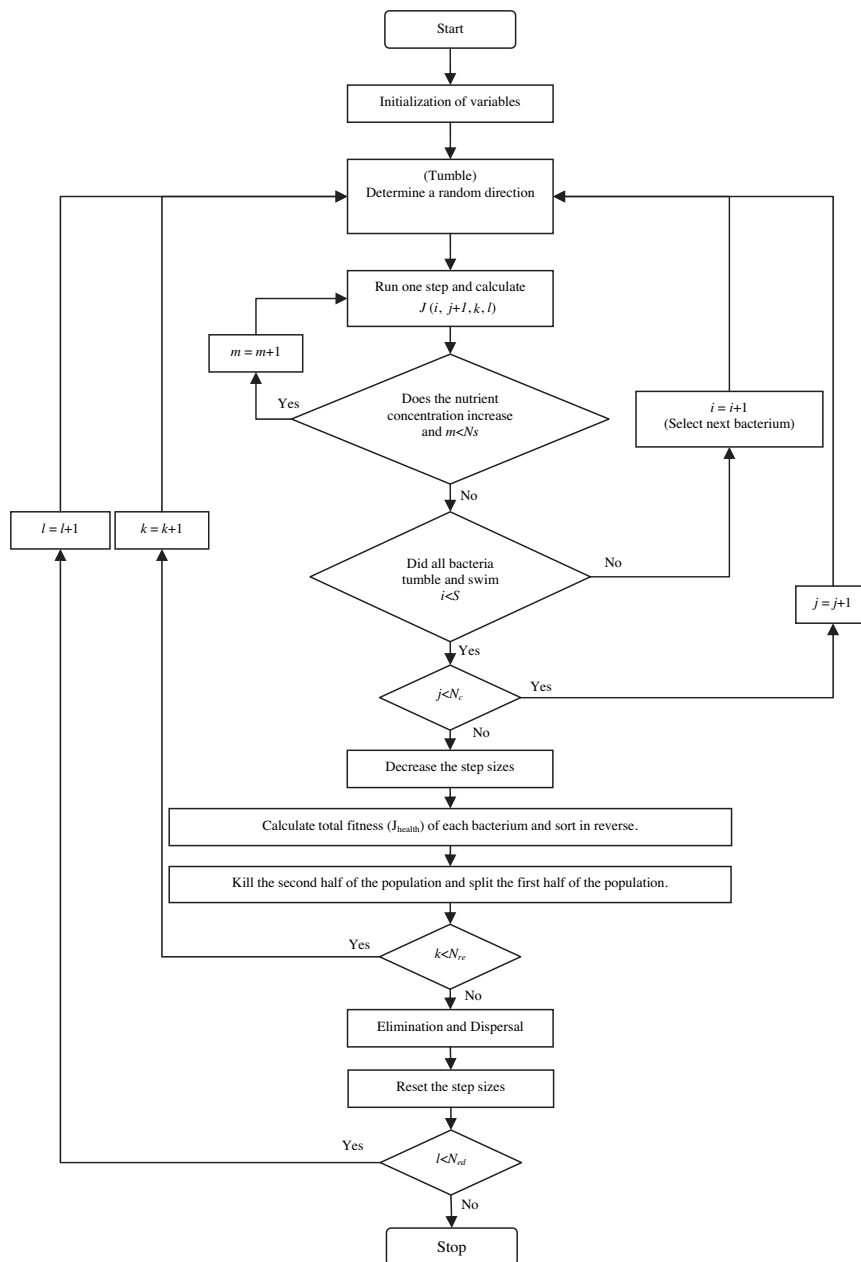 Start
Initialization of variables
(Tumble)
Determine a random direction
Run one step and calculate
J (i, j+1, k, l)
m = m+1
Yes
Does the nutrient
concentration increase
and m<Ns
i = i+1
(Select next bacterium)
No
l = l+1
k = k+1
Did all bacteria
tumble and swim
i<S
No
j = j+1
Yes
j<Nc
Yes
No
Decrease the step sizes
Calculate total fitness (Jhealth) of each bacterium and sort in reverse.
Kill the second half of the population and split the first half of the population.
Yes
k<Nre
No
Elimination and Dispersal
Reset the step sizes
Yes
l<Ned
No
Stop